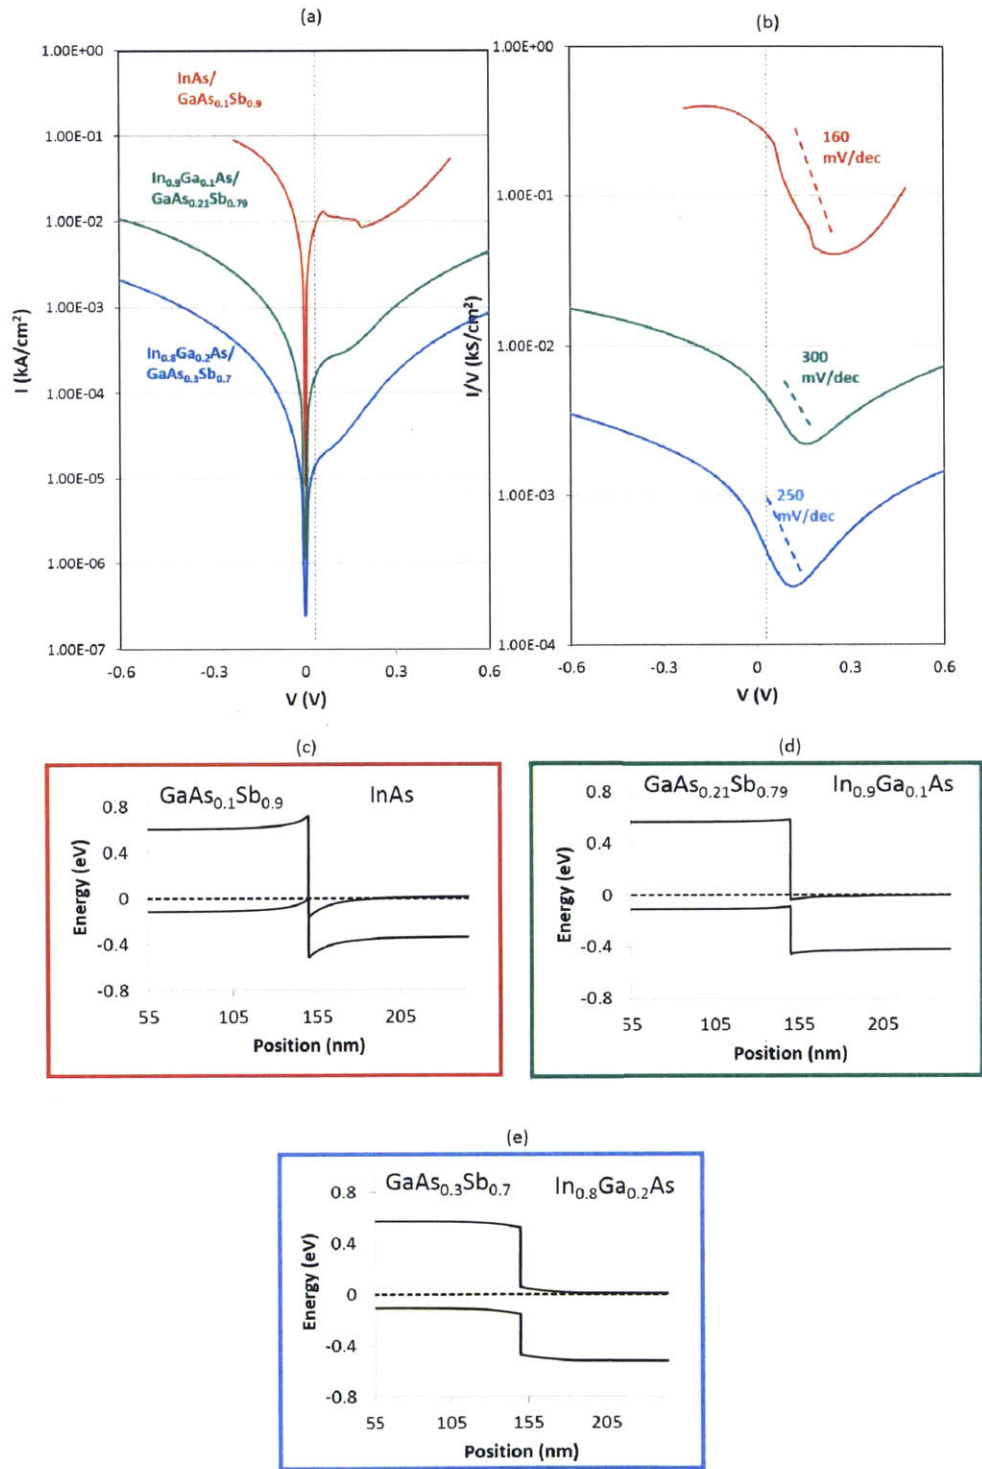 (a)
1.00E+00
1.00E-01
1.00E-02
1.00E-03
1.00E-04
1.00E-05
1.00E-06
1.00E-07
I (kA/cm²)
InAs/
GaAs₀.₁Sb₀.₉
In₀.₉Ga₀.₁As/
GaAs₀.₂₁Sb₀.₇₉
In₀.₈Ga₀.₂As/
GaAs₀.₃Sb₀.₇
-0.6 -0.3 0 0.3 0.6
V (V)
(b)
1.00E+00
1.00E-01
1.00E-02
1.00E-03
1.00E-04
I/V (kS/cm²)
160
mV/dec
300
mV/dec
250
mV/dec
-0.6 -0.3 0 0.3 0.6
V (V)
(c)
GaAs₀.₁Sb₀.₉ InAs
Energy (eV)
0.8
0.4
0
-0.4
-0.8
55 105 155 205
Position (nm)
(d)
GaAs₀.₂₁Sb₀.₇₉ In₀.₉Ga₀.₁As
Energy (eV)
0.8
0.4
0
-0.4
-0.8
55 105 155 205
Position (nm)
(e)
GaAs₀.₃Sb₀.₇ In₀.₈Ga₀.₂As
Energy (eV)
0.8
0.4
0
-0.4
-0.8
55 105 155 205
Position (nm)